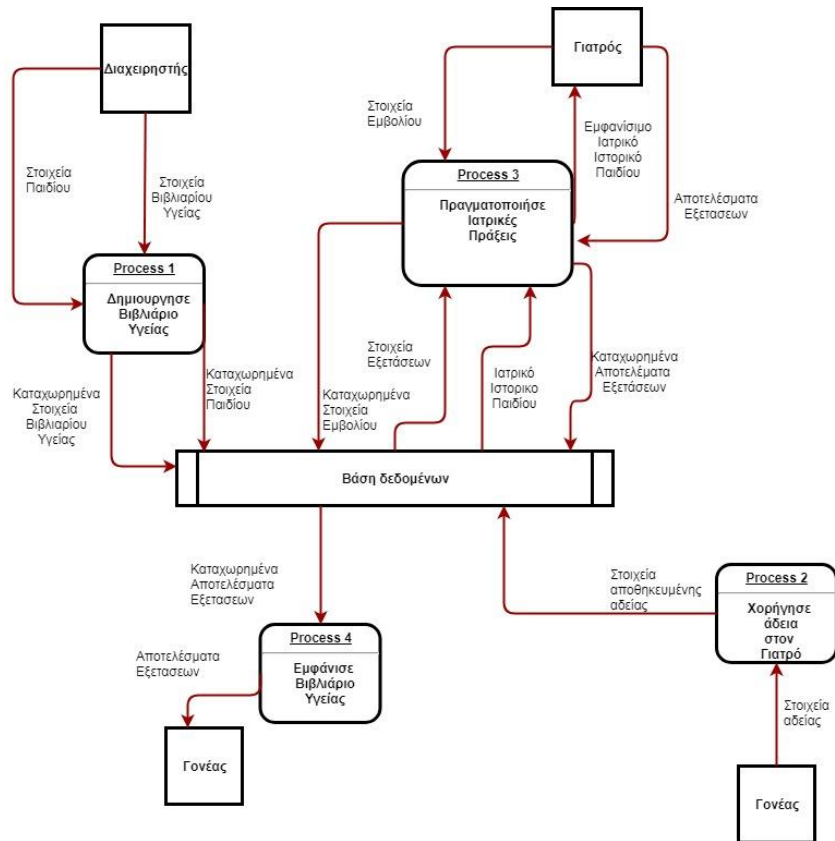 Διαχειρηστής
Γιατρός
Στοιχεία
Εμβολίου
Εμφανίσιμο
Ιατρικό
Ιστορικό
Παιδίου
Στοιχεία
Παιδίου
Στοιχεία
Βιβλιαρίου
Υγείας
Process 3
Πραγματοποιήσε
Ιατρικές
Πράξεις
Αποτελέσματα
Εξετασεων
Process 1
Δημιουργησε
Βιβλιάριο
Υγείας
Στοιχεία
Εξετάσεων
Καταχωρημένα
Αποτελέματα
Εξετάσεων
Καταχωρημένα
Στοιχεία
Παιδίου
Ιατρικό
Ιστορικο
Παιδίου
Καταχωρημένα
Στοιχεία
Βιβλιαρίου
Υγείας
Καταχωρημένα
Στοιχεία
Εμβολίου
Βάση δεδομένων
Καταχωρημένα
Αποτελέσματα
Εξετασεων
Στοιχεία
αποθηκευμένης
αδείας
Process 2
Χορήγησε
άδεια
στον
Γιατρό
Process 4
Εμφάνισε
Βιβλιάριο
Υγείας
Αποτελέσματα
Εξετασεων
Στοιχεία
αδείας
Γονέας
Γονέας